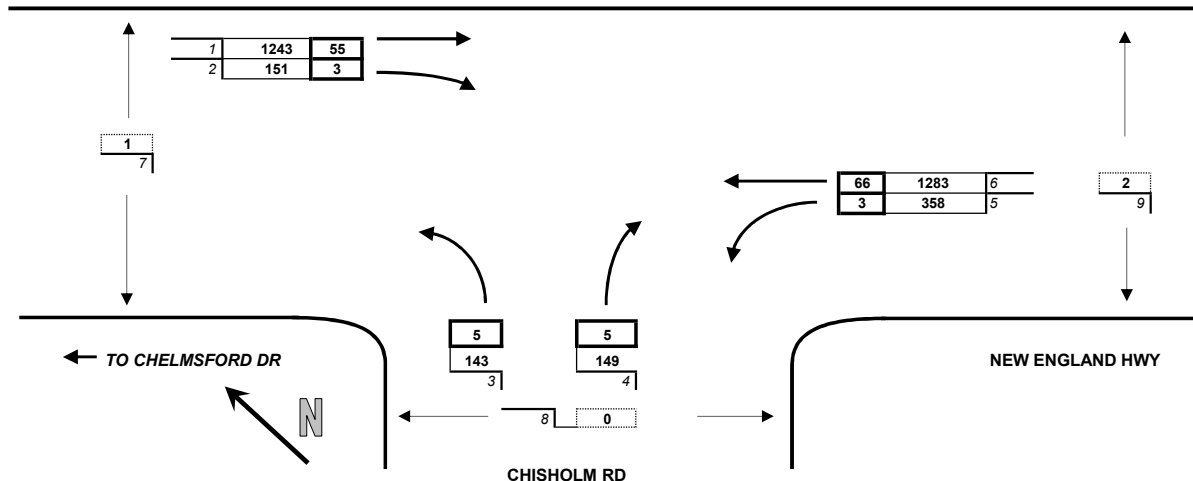 1 1243 55
2 151 3
1
7
66 1283 6
3 358 5
2
9
5 5
143 149
3 4
TO CHELMSFORD DR
NEW ENGLAND HWY
N
8 0
CHISHOLM RD